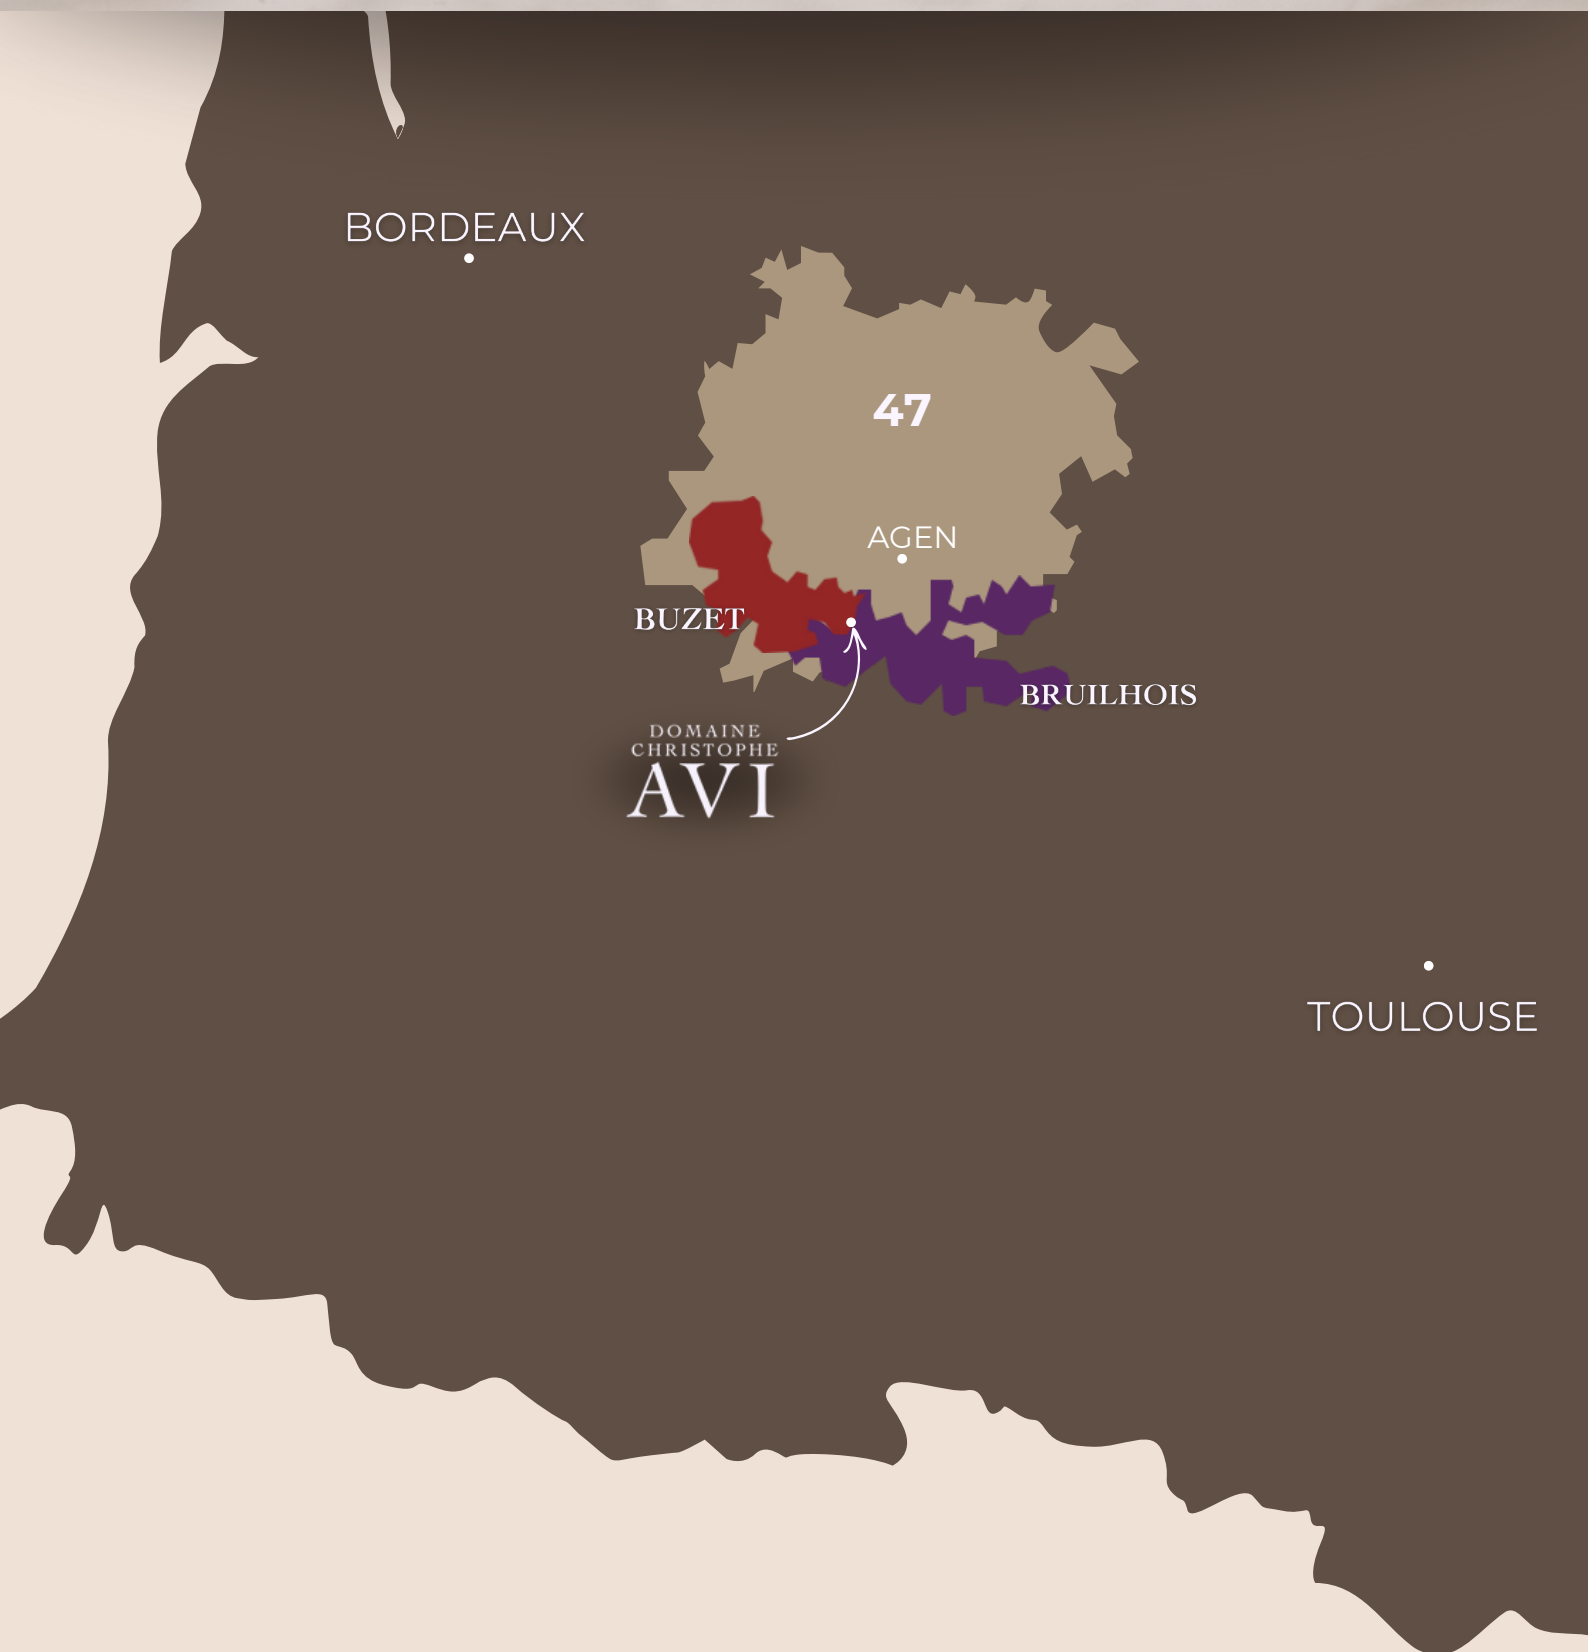 BORDEAUX
47
AGEN
BUZET
BRUILHOIS
DOMAINE
CHRISTOPHE
AVI
TOULOUSE